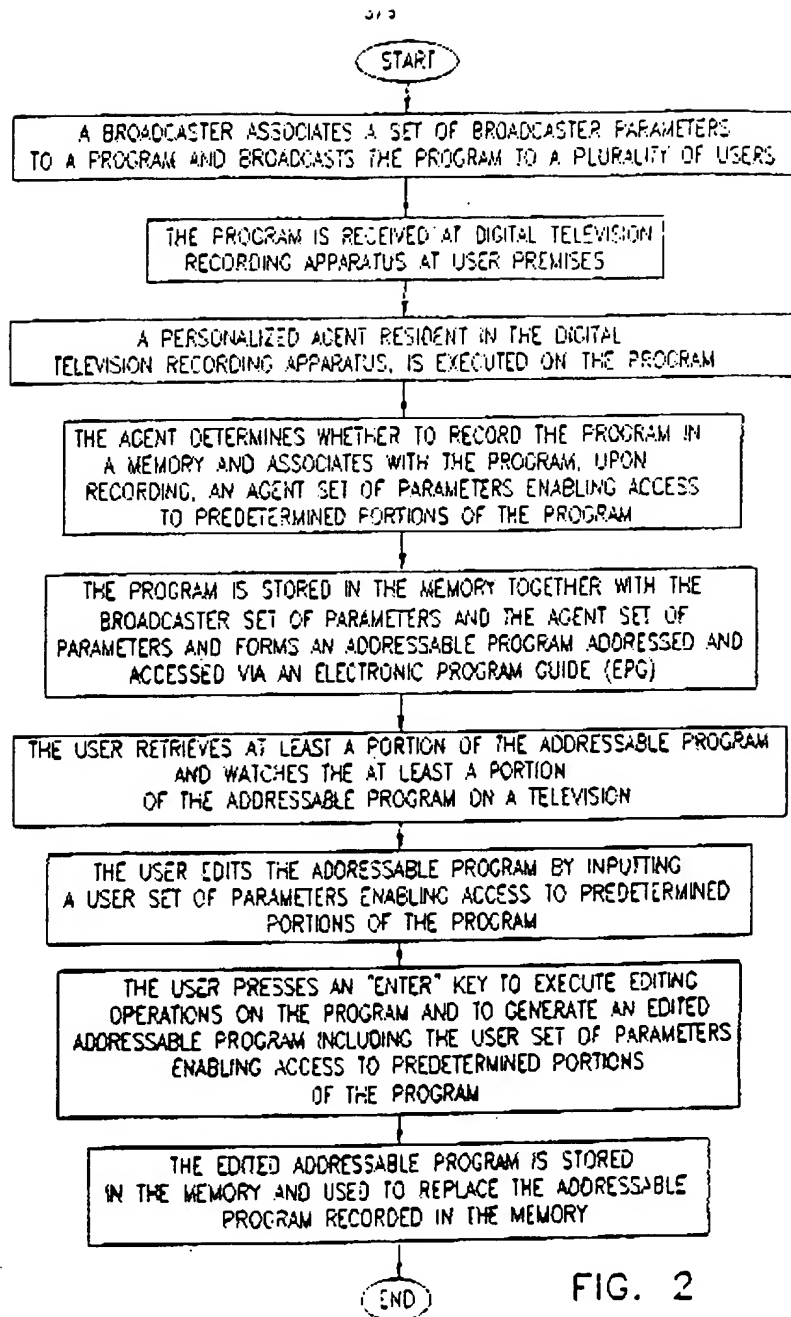 START
A BROADCASTER ASSOCIATES A SET OF BROADCASTER PARAMETERS
TO A PROGRAM AND BROADCASTS THE PROGRAM TO A PLURALITY OF USERS
THE PROGRAM IS RECEIVED AT DIGITAL TELEVISION
RECORDING APPARATUS AT USER PREMISES
A PERSONALIZED AGENT RESIDENT IN THE DIGITAL
TELEVISION RECORDING APPARATUS, IS EXECUTED ON THE PROGRAM
THE AGENT DETERMINES WHETHER TO RECORD THE PROGRAM IN
A MEMORY AND ASSOCIATES WITH THE PROGRAM, UPON
RECORDING, AN AGENT SET OF PARAMETERS ENABLING ACCESS
TO PREDETERMINED PORTIONS OF THE PROGRAM
THE PROGRAM IS STORED IN THE MEMORY TOGETHER WITH THE
BROADCASTER SET OF PARAMETERS AND THE AGENT SET OF
PARAMETERS AND FORMS AN ADDRESSABLE PROGRAM ADDRESSED AND
ACCESSED VIA AN ELECTRONIC PROGRAM GUIDE (EPG)
THE USER RETRIEVES AT LEAST A PORTION OF THE ADDRESSABLE PROGRAM
AND WATCHES THE AT LEAST A PORTION
OF THE ADDRESSABLE PROGRAM ON A TELEVISION
THE USER EDITS THE ADDRESSABLE PROGRAM BY INPUTTING
A USER SET OF PARAMETERS ENABLING ACCESS TO PREDETERMINED
PORTIONS OF THE PROGRAM
THE USER PRESSES AN "ENTER" KEY TO EXECUTE EDITING
OPERATIONS ON THE PROGRAM AND TO GENERATE AN EDITED
ADDRESSABLE PROGRAM INCLUDING THE USER SET OF PARAMETERS
ENABLING ACCESS TO PREDETERMINED PORTIONS
OF THE PROGRAM
THE EDITED ADDRESSABLE PROGRAM IS STORED
IN THE MEMORY AND USED TO REPLACE THE ADDRESSABLE
PROGRAM RECORDED IN THE MEMORY
END
FIG. 2